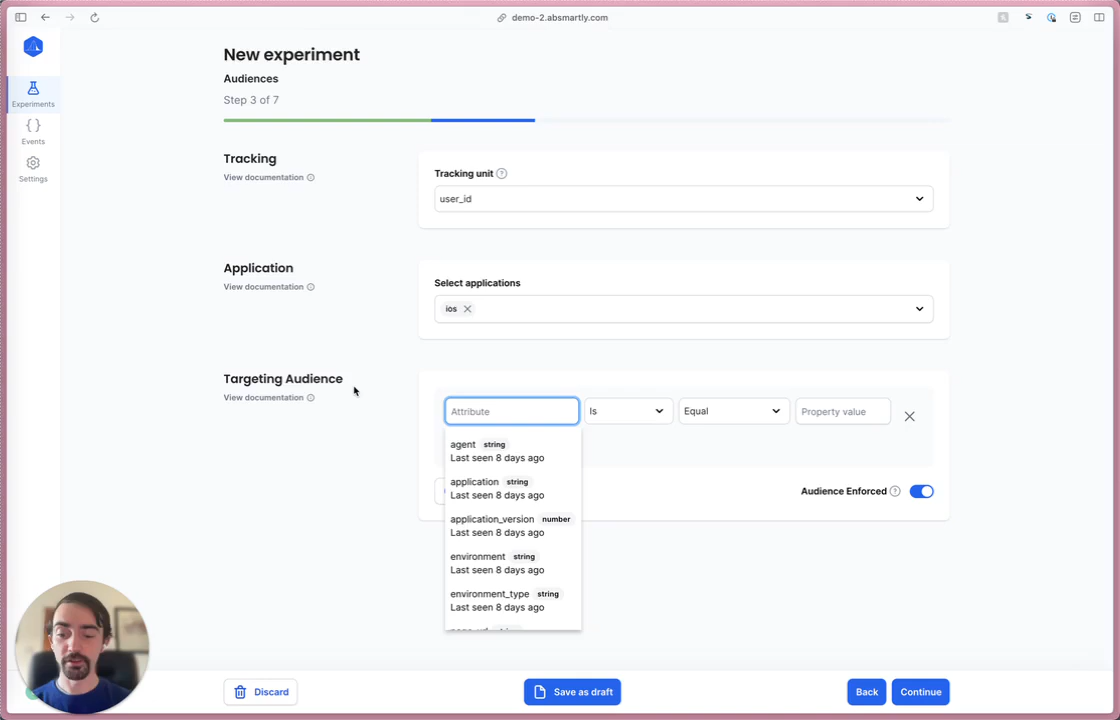 demo-2.absmartly.com
New experiment
Audiences
Step 3 of 7
Experiments
Events
Settings
Tracking
View documentation
Tracking unit
user_id
Application
View documentation
Select applications
ios
Targeting Audience
View documentation
Attribute
Is
Equal
Property value
agent string
Last seen 8 days ago
application string
Last seen 8 days ago
application_version number
Last seen 8 days ago
environment string
Last seen 8 days ago
environment_type string
Last seen 8 days ago
Audience Enforced
Discard
Save as draft
Back
Continue